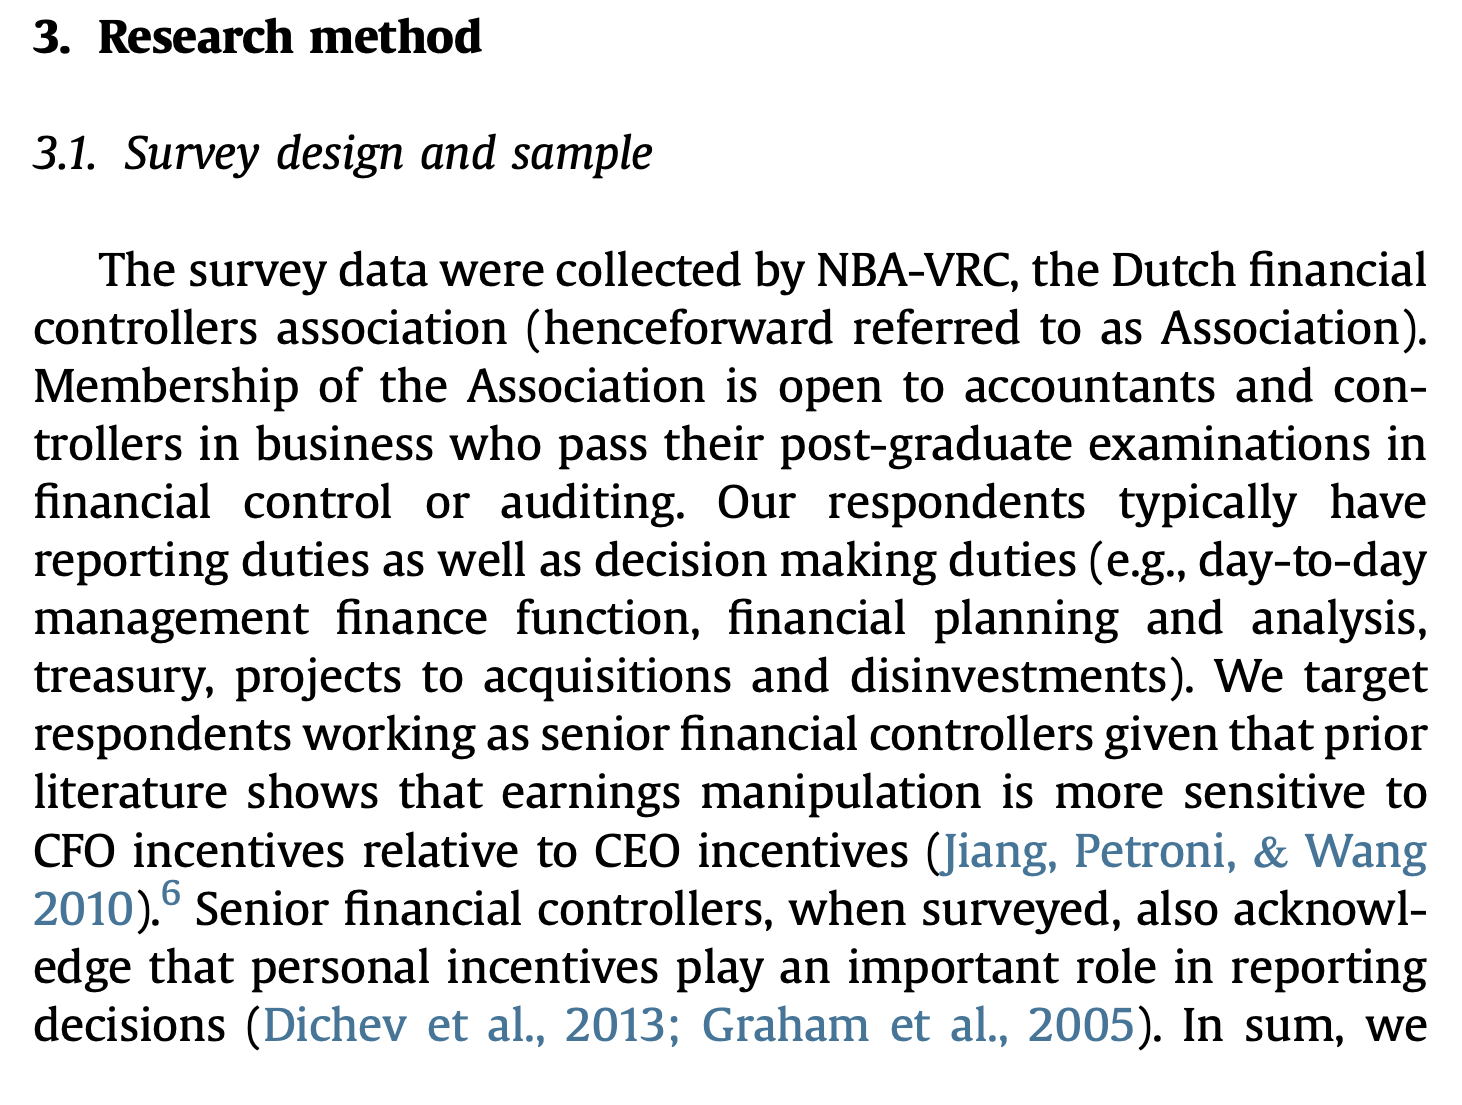 3. Research method
3.1. Survey design and sample
The survey data were collected by NBA-VRC, the Dutch financial
controllers association (henceforward referred to as Association).
Membership of the Association is open to accountants and con-
trollers in business who pass their post-graduate examinations in
financial control or auditing. Our respondents typically have
reporting duties as well as decision making duties (e.g., day-to-day
management finance function, financial planning and analysis,
treasury, projects to acquisitions and disinvestments). We target
respondents working as senior financial controllers given that prior
literature shows that earnings manipulation is more sensitive to
CFO incentives relative to CEO incentives (Jiang, Petroni, & Wang
2010).6 Senior financial controllers, when surveyed, also acknowl-
edge that personal incentives play an important role in reporting
decisions (Dichev et al., 2013; Graham et al., 2005). In sum, we